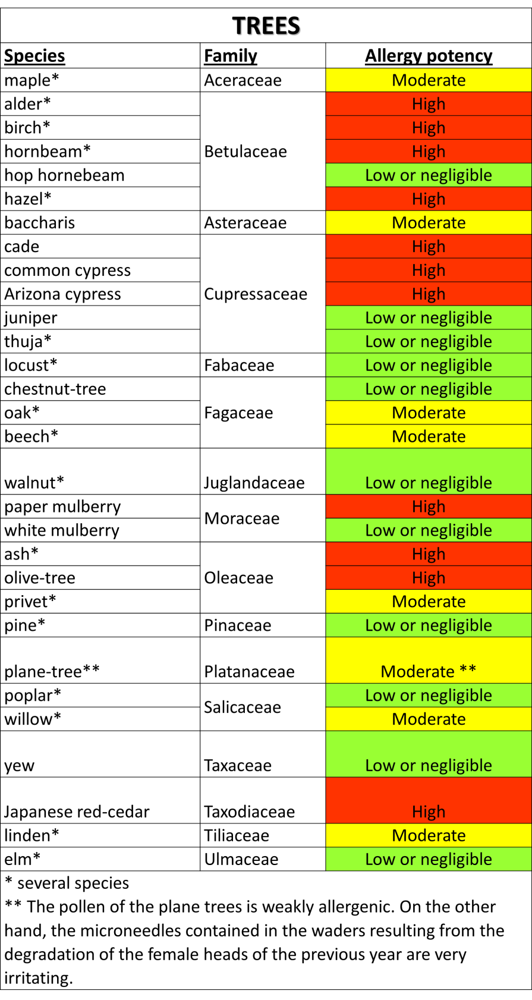 TREES
Species Family Allergy potency
maple* Aceraceae Moderate
alder* High
birch* High
hornbeam* Betulaceae High
hop hornebeam Low or negligible
hazel* High
baccharis Asteraceae Moderate
cade High
common cypress High
Arizona cypress Cupressaceae High
juniper Low or negligible
thuja* Low or negligible
locust* Fabaceae Low or negligible
chestnut-tree Low or negligible
oak* Fagaceae Moderate
beech* Moderate
walnut* Juglandaceae Low or negligible
paper mulberry Moraceae High
white mulberry Low or negligible
ash* High
olive-tree Oleaceae High
privet* Moderate
pine* Pinaceae Low or negligible
plane-tree** Platanaceae Moderate **
poplar* Salicaceae Low or negligible
willow* Moderate
yew Taxaceae Low or negligible
Japanese red-cedar Taxodiaceae High
linden* Tiliaceae Moderate
elm* Ulmaceae Low or negligible
* several species
** The pollen of the plane trees is weakly allergenic. On the other
hand, the microneedles contained in the waders resulting from the
degradation of the female heads of the previous year are very
irritating.